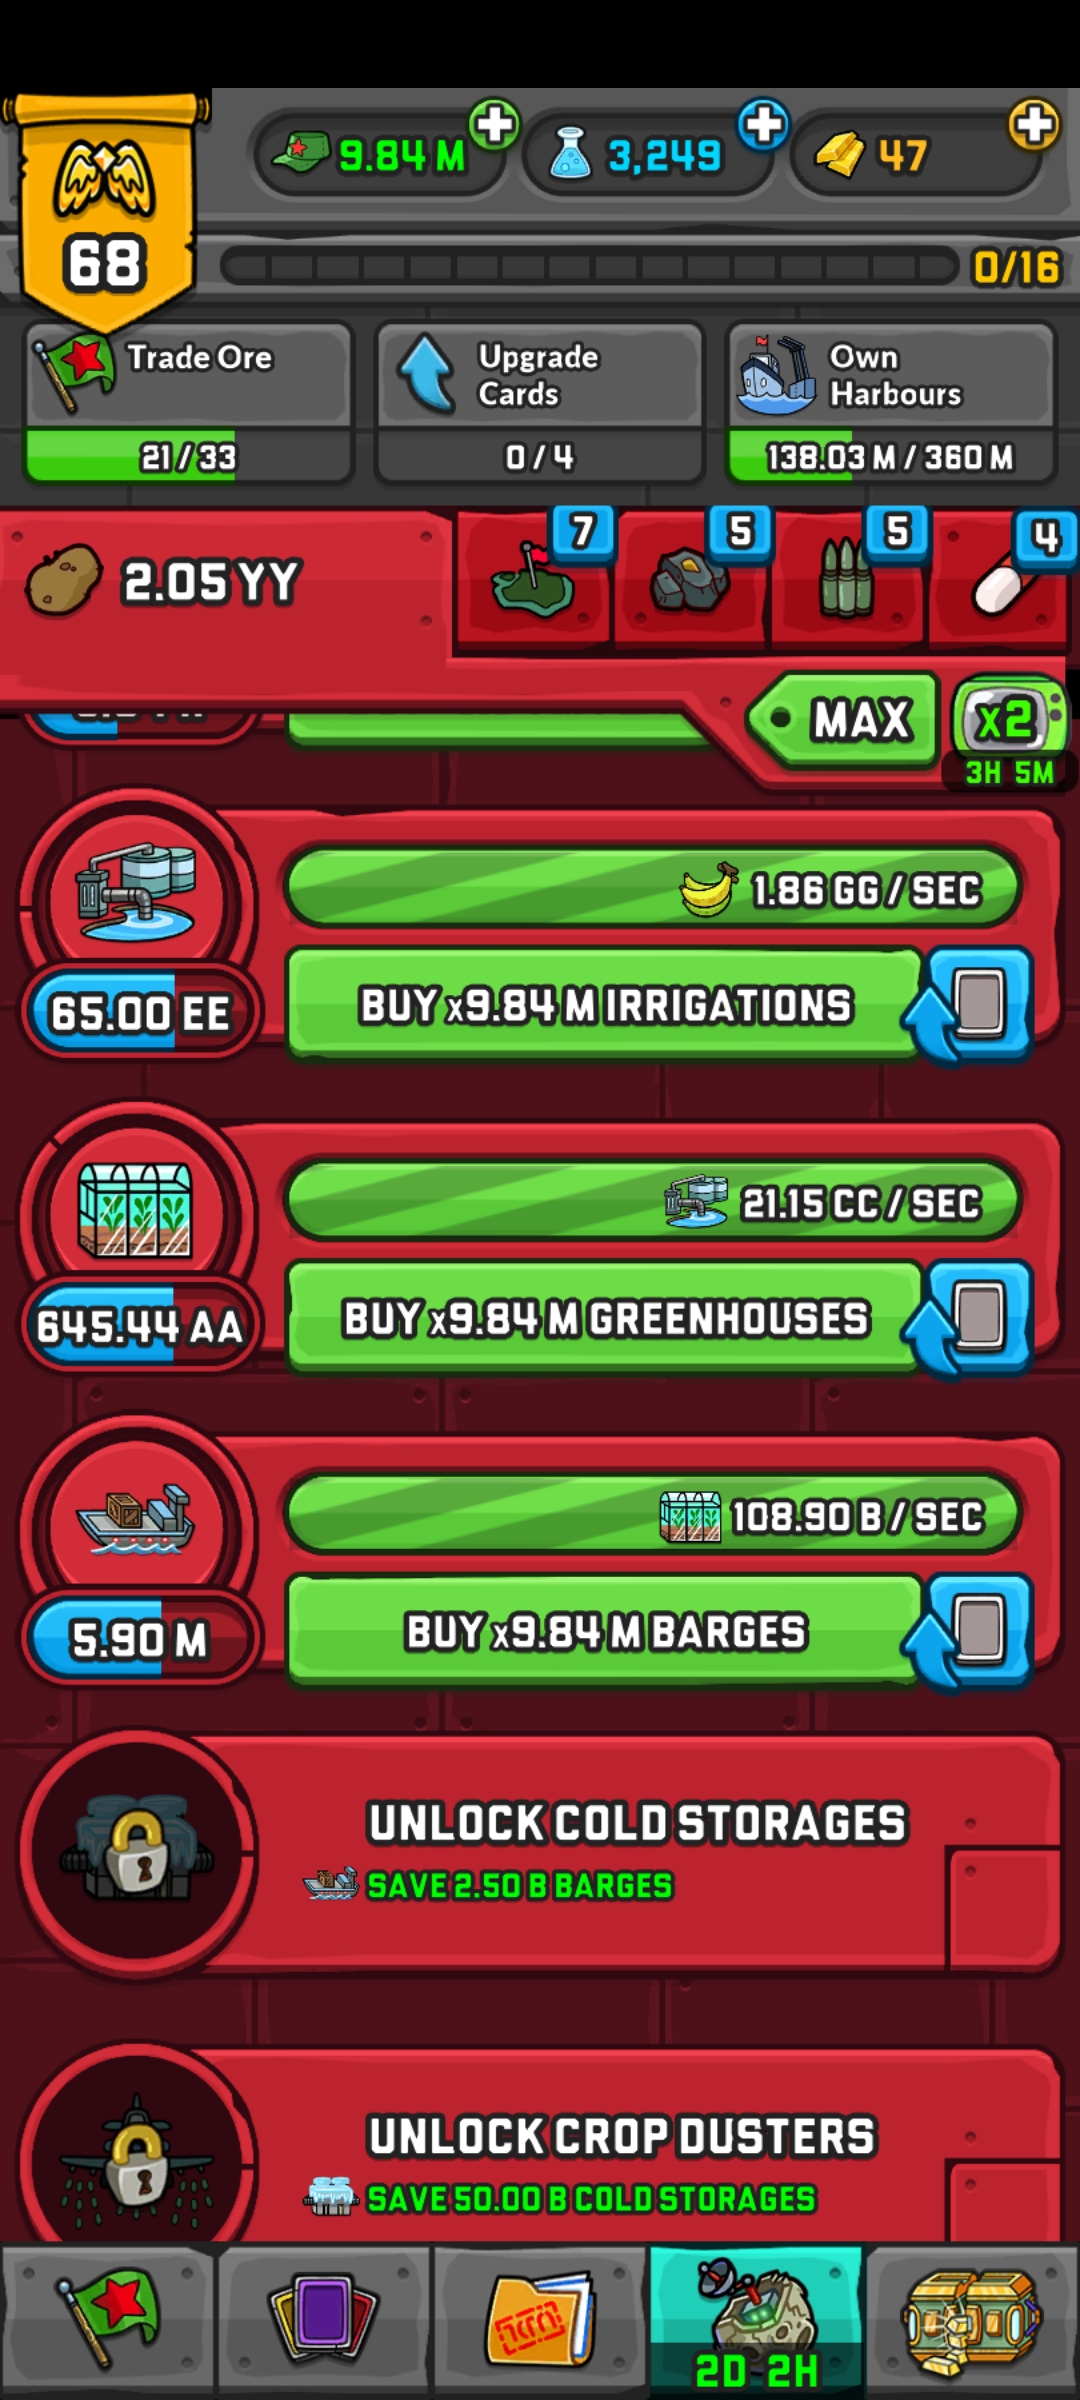 9.84 M
3,249
47
68
0/16
Trade Ore
21 / 33
Upgrade
Cards
0 / 4
Own
Harbours
138.03 M / 360 M
2.05 YY
7
5
5
4
MAX
x2
3H 5M
1.86 GG / SEC
65.00 EE
BUY x9.84 M IRRIGATIONS
21.15 CC / SEC
645.44 AA
BUY x9.84 M GREENHOUSES
108.90 B / SEC
5.90 M
BUY x9.84 M BARGES
UNLOCK COLD STORAGES
SAVE 2.50 B BARGES
UNLOCK CROP DUSTERS
SAVE 50.00 B COLD STORAGES
2D 2H